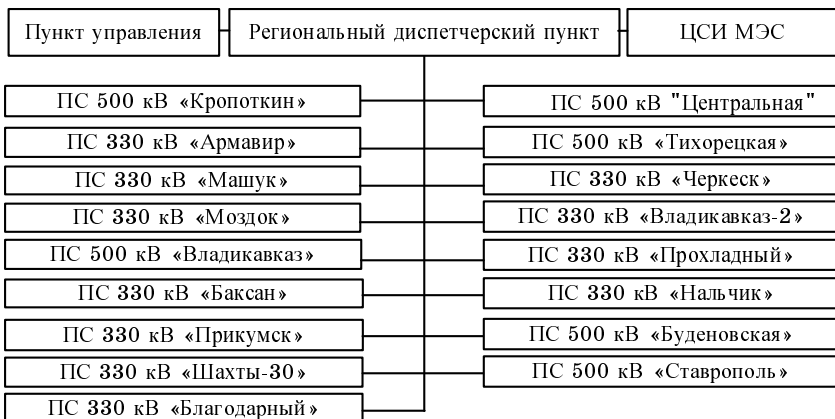 Пункт управления
Региональный диспетчерский пункт
ЦСИ МЭС
ПС 500 кВ «Кропоткин»
ПС 500 кВ "Центральная"
ПС 330 кВ «Армавир»
ПС 500 кВ «Тихорецкая»
ПС 330 кВ «Машук»
ПС 330 кВ «Черкеск»
ПС 330 кВ «Моздок»
ПС 330 кВ «Владикавказ-2»
ПС 500 кВ «Владикавказ»
ПС 330 кВ «Прохладный»
ПС 330 кВ «Баксан»
ПС 330 кВ «Нальчик»
ПС 330 кВ «Прикумск»
ПС 500 кВ «Буденовская»
ПС 330 кВ «Шахты-30»
ПС 500 кВ «Ставрополь»
ПС 330 кВ «Благодарный»